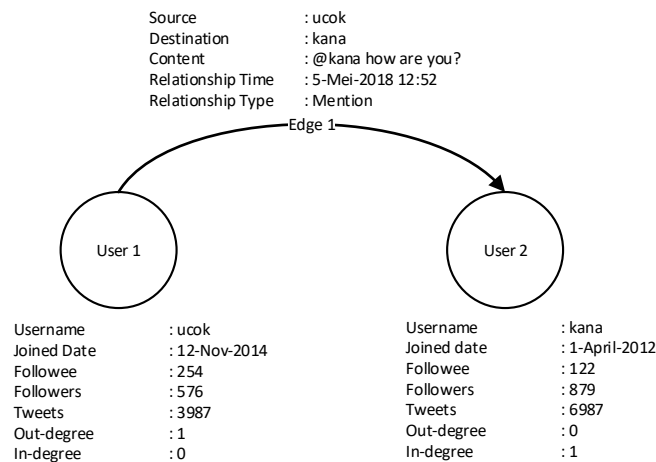 Source : ucok
Destination : kana
Content : @kana how are you?
Relationship Time : 5-Mei-2018 12:52
Relationship Type : Mention
Edge 1
User 1
User 2
Username : ucok
Joined Date : 12-Nov-2014
Followee : 254
Followers : 576
Tweets : 3987
Out-degree : 1
In-degree : 0
Username : kana
Joined date : 1-April-2012
Followee : 122
Followers : 879
Tweets : 6987
Out-degree : 0
In-degree : 1